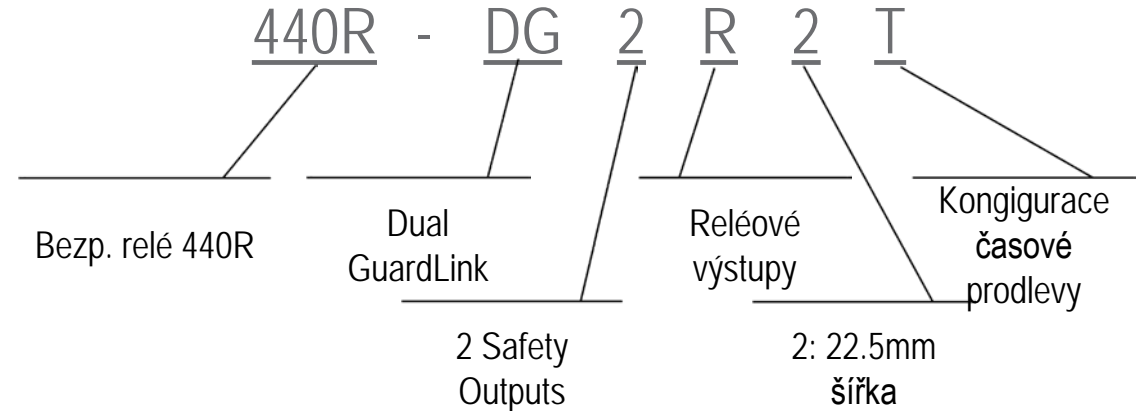 440R - DG 2 R 2 T
Bezp. relé 440R
Dual
GuardLink
2 Safety
Outputs
Reléové
výstupy
2: 22.5mm
šířka
Kongigurace
časové
prodlevy